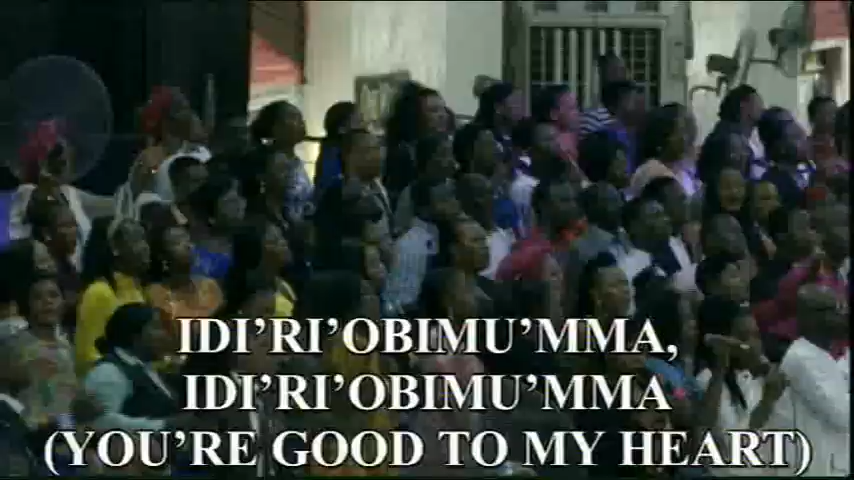 IDI’RI’OBIMU’MMA,
IDI’RI’OBIMU’MMA
(YOU’RE GOOD TO MY HEART)